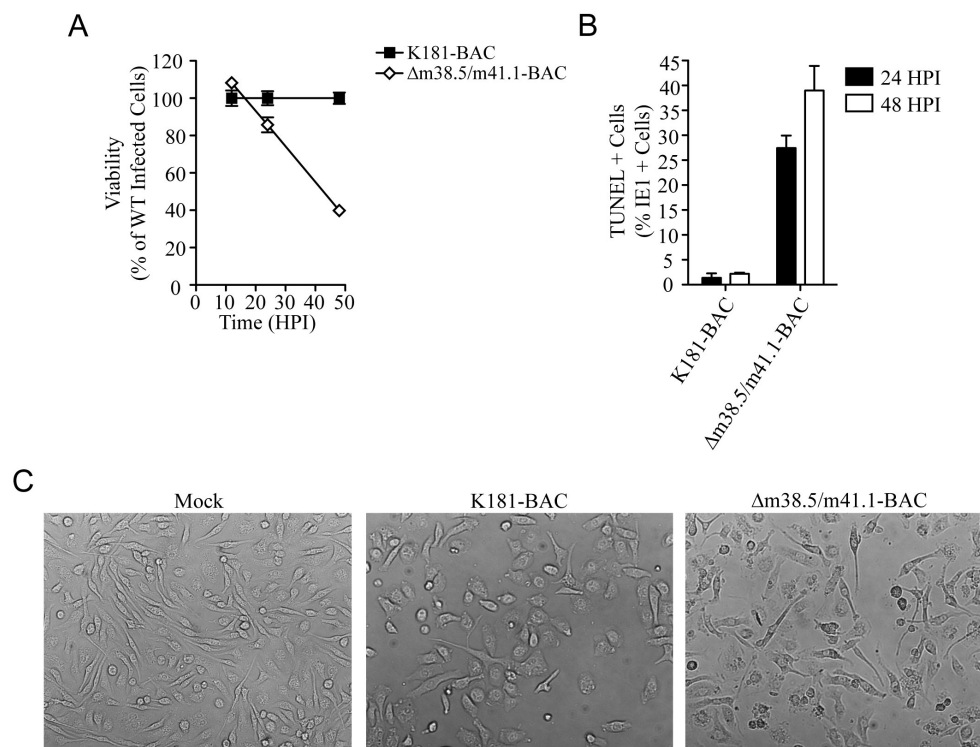 A
K181-BAC
Δm38.5/m41.1-BAC
Viability
(% of WT Infected Cells)
120
100
80
60
40
20
0
0 10 20 30 40 50
Time (HPI)
B
24 HPI
48 HPI
TUNEL + Cells
(% IE1 + Cells)
45
40
35
30
25
20
15
10
5
0
K181-BAC
Δm38.5/m41.1-BAC
C
Mock
K181-BAC
Δm38.5/m41.1-BAC